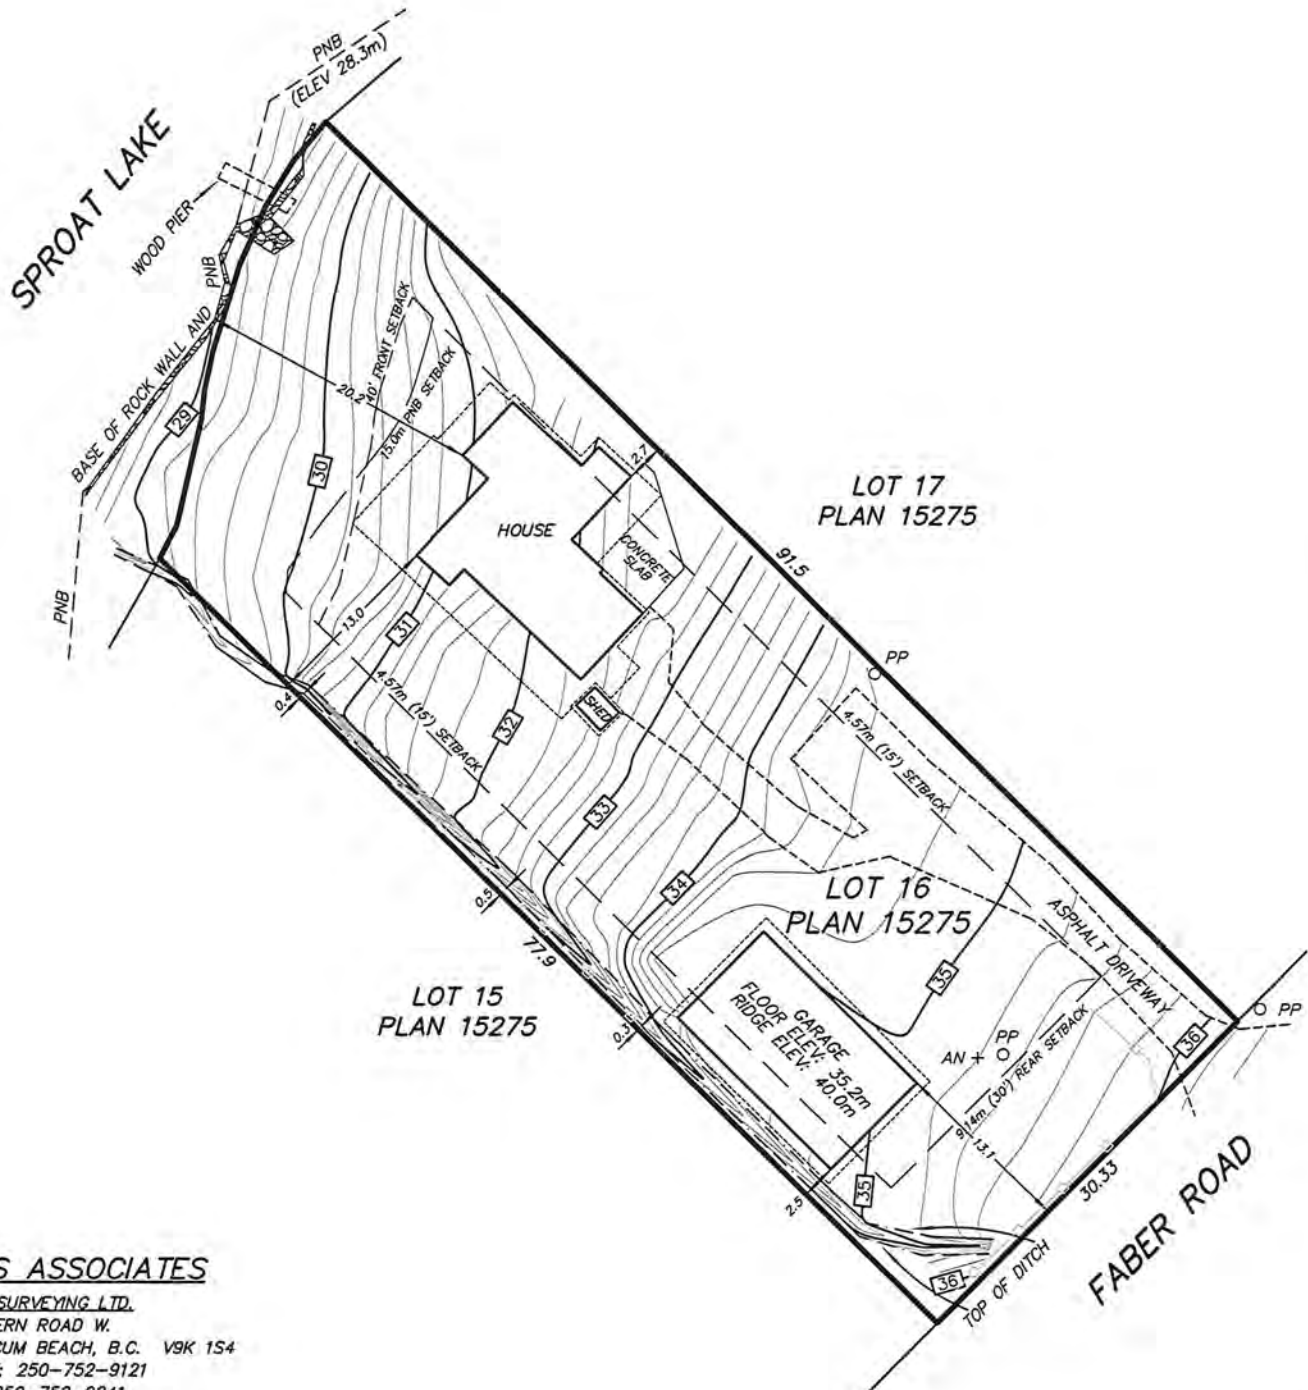 PNB
(ELEV 28.3m)
SPROAT LAKE
WOOD PIER
PNB
BASE OF ROCK WALL AND
29
PNB
40' FRONT SETBACK
15.0m PNB SETBACK
20.2
30
2.7
HOUSE
CONCRETE
SLAB
LOT 17
PLAN 15275
91.5
13.0
31
0.4
4.57m (15') SETBACK
32
SHED
PP
4.57m (15') SETBACK
33
34
0.5
77.9
LOT 16
PLAN 15275
ASPHALT DRIVEWAY
35
LOT 15
PLAN 15275
0.3
GARAGE
FLOOR ELEV: 35.2m
RIDGE ELEV: 40.0m
AN
PP
PP
36
9.14m (30') REAR SETBACK
13.1
35
2.5
30.33
FABER ROAD
36
TOP OF DITCH
S ASSOCIATES
SURVEYING LTD.
ERN ROAD W.
CUM BEACH, B.C. V9K 1S4
: 250-752-9121